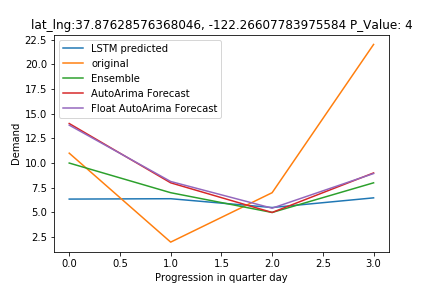 lat_lng:37.87628576368046, -122.26607783975584 P_Value: 4
22.5
20.0
17.5
15.0
12.5
10.0
7.5
5.0
2.5
Demand
LSTM predicted
original
Ensemble
AutoArima Forecast
Float AutoArima Forecast
0.0 0.5 1.0 1.5 2.0 2.5 3.0
Progression in quarter day